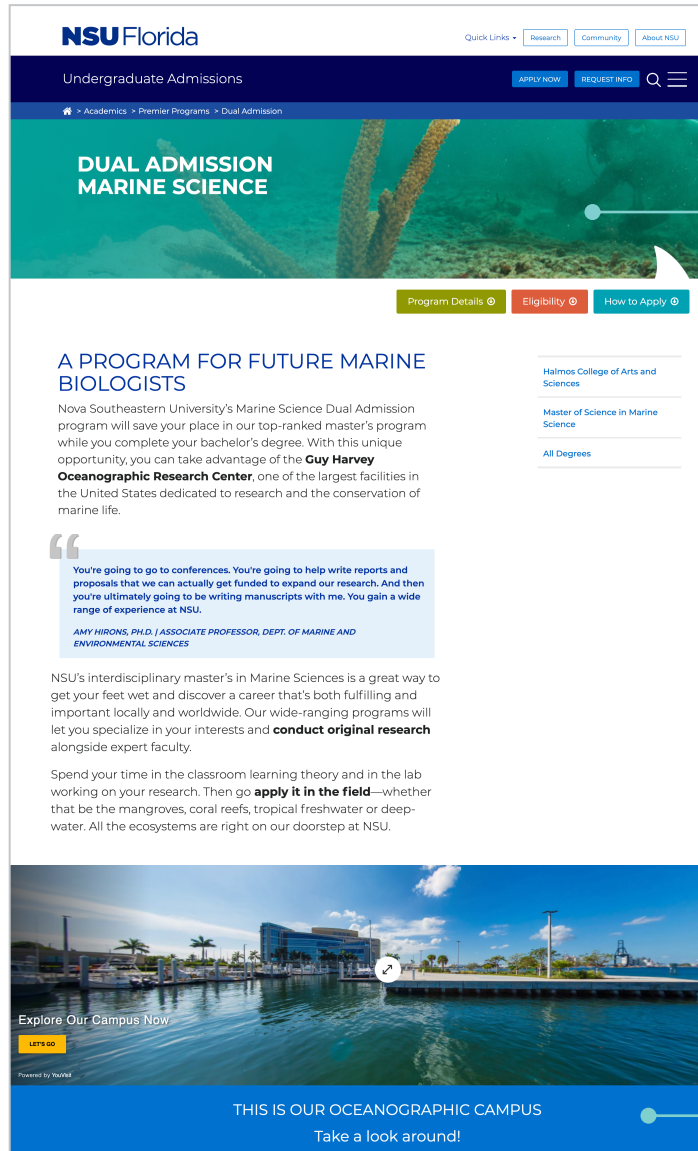 NSU Florida
Quick Links
Research
Community
About NSU
Undergraduate Admissions
APPLY NOW
REQUEST INFO
> Academics > Premier Programs > Dual Admission
DUAL ADMISSION
MARINE SCIENCE
Program Details
Eligibility
How to Apply
A PROGRAM FOR FUTURE MARINE
BIOLOGISTS
Nova Southeastern University's Marine Science Dual Admission
program will save your place in our top-ranked master's program
while you complete your bachelor's degree. With this unique
opportunity, you can take advantage of the Guy Harvey
Oceanographic Research Center, one of the largest facilities in
the United States dedicated to research and the conservation of
marine life.
Halmos College of Arts and
Sciences
Master of Science in Marine
Science
All Degrees
You're going to go to conferences. You're going to help write reports and
proposals that we can actually get funded to expand our research. And then
you're ultimately going to be writing manuscripts with me. You gain a wide
range of experience at NSU.
AMY HIRONS, PH.D. | ASSOCIATE PROFESSOR, DEPT. OF MARINE AND
ENVIRONMENTAL SCIENCES
NSU's interdisciplinary master's in Marine Sciences is a great way to
get your feet wet and discover a career that's both fulfilling and
important locally and worldwide. Our wide-ranging programs will
let you specialize in your interests and conduct original research
alongside expert faculty.
Spend your time in the classroom learning theory and in the lab
working on your research. Then go apply it in the field—whether
that be the mangroves, coral reefs, tropical freshwater or deep-
water. All the ecosystems are right on our doorstep at NSU.
Explore Our Campus Now
LET'S GO
Powered by YouVisit
THIS IS OUR OCEANOGRAPHIC CAMPUS
Take a look around!